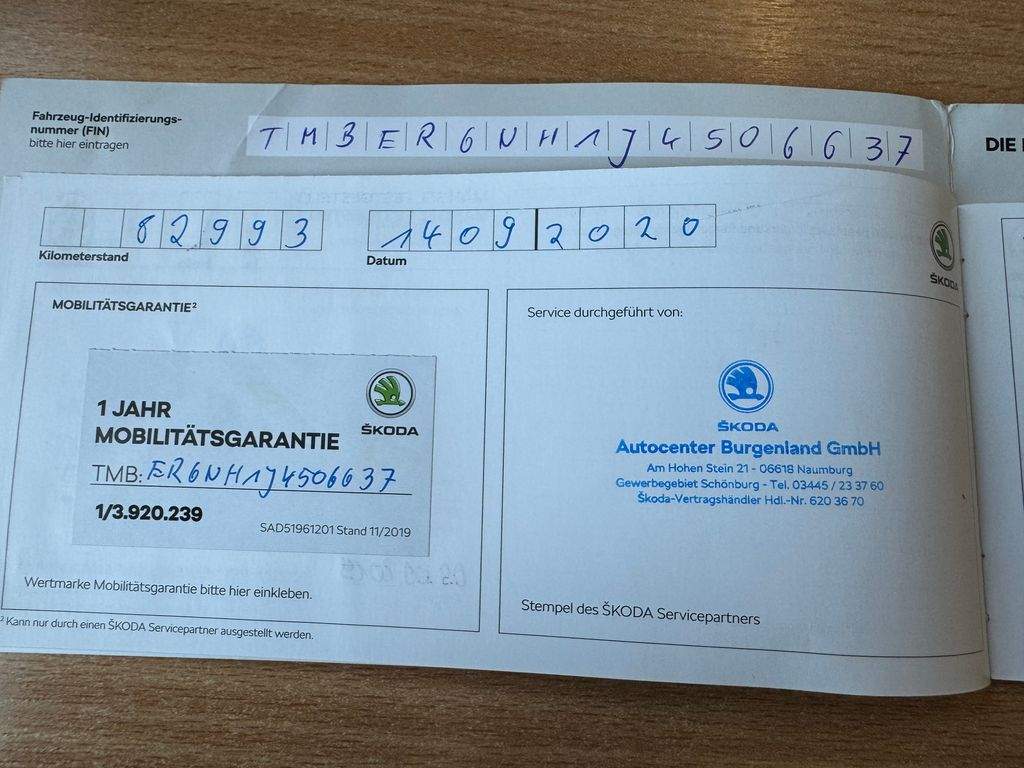 Fahrzeug-Identifizierungs-
nummer (FIN)
bitte hier eintragen
TMBER6NH1J4506637
DIE
82993
Kilometerstand
14092020
Datum
ŠKODA
MOBILITÄTSGARANTIE²
1 JAHR
MOBILITÄTSGARANTIE
ŠKODA
TMB: ER6NH1J4506637
1/3.920.239
SAD51961201 Stand 11/2019
Wertmarke Mobilitätsgarantie bitte hier einkleben.
² Kann nur durch einen ŠKODA Servicepartner ausgestellt werden.
Service durchgeführt von:
ŠKODA
Autocenter Burgenland GmbH
Am Hohen Stein 21 - 06618 Naumburg
Gewerbegebiet Schönburg - Tel. 03445 / 23 37 60
Škoda-Vertragshändler Hdl.-Nr. 620 36 70
Stempel des ŠKODA Servicepartners